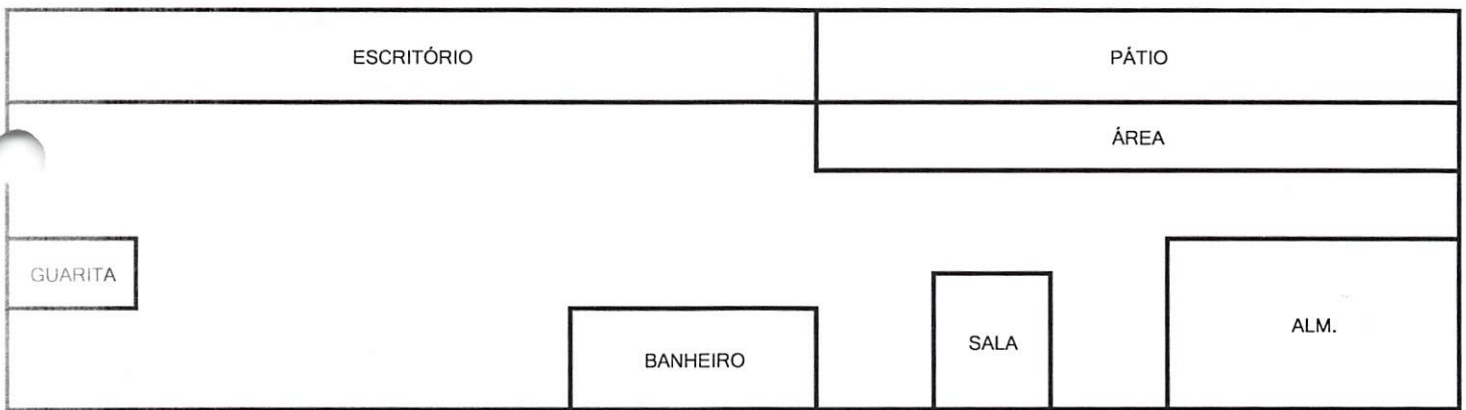 ESCRITÓRIO
PÁTIO
ÁREA
GUARITA
BANHEIRO
SALA
ALM.